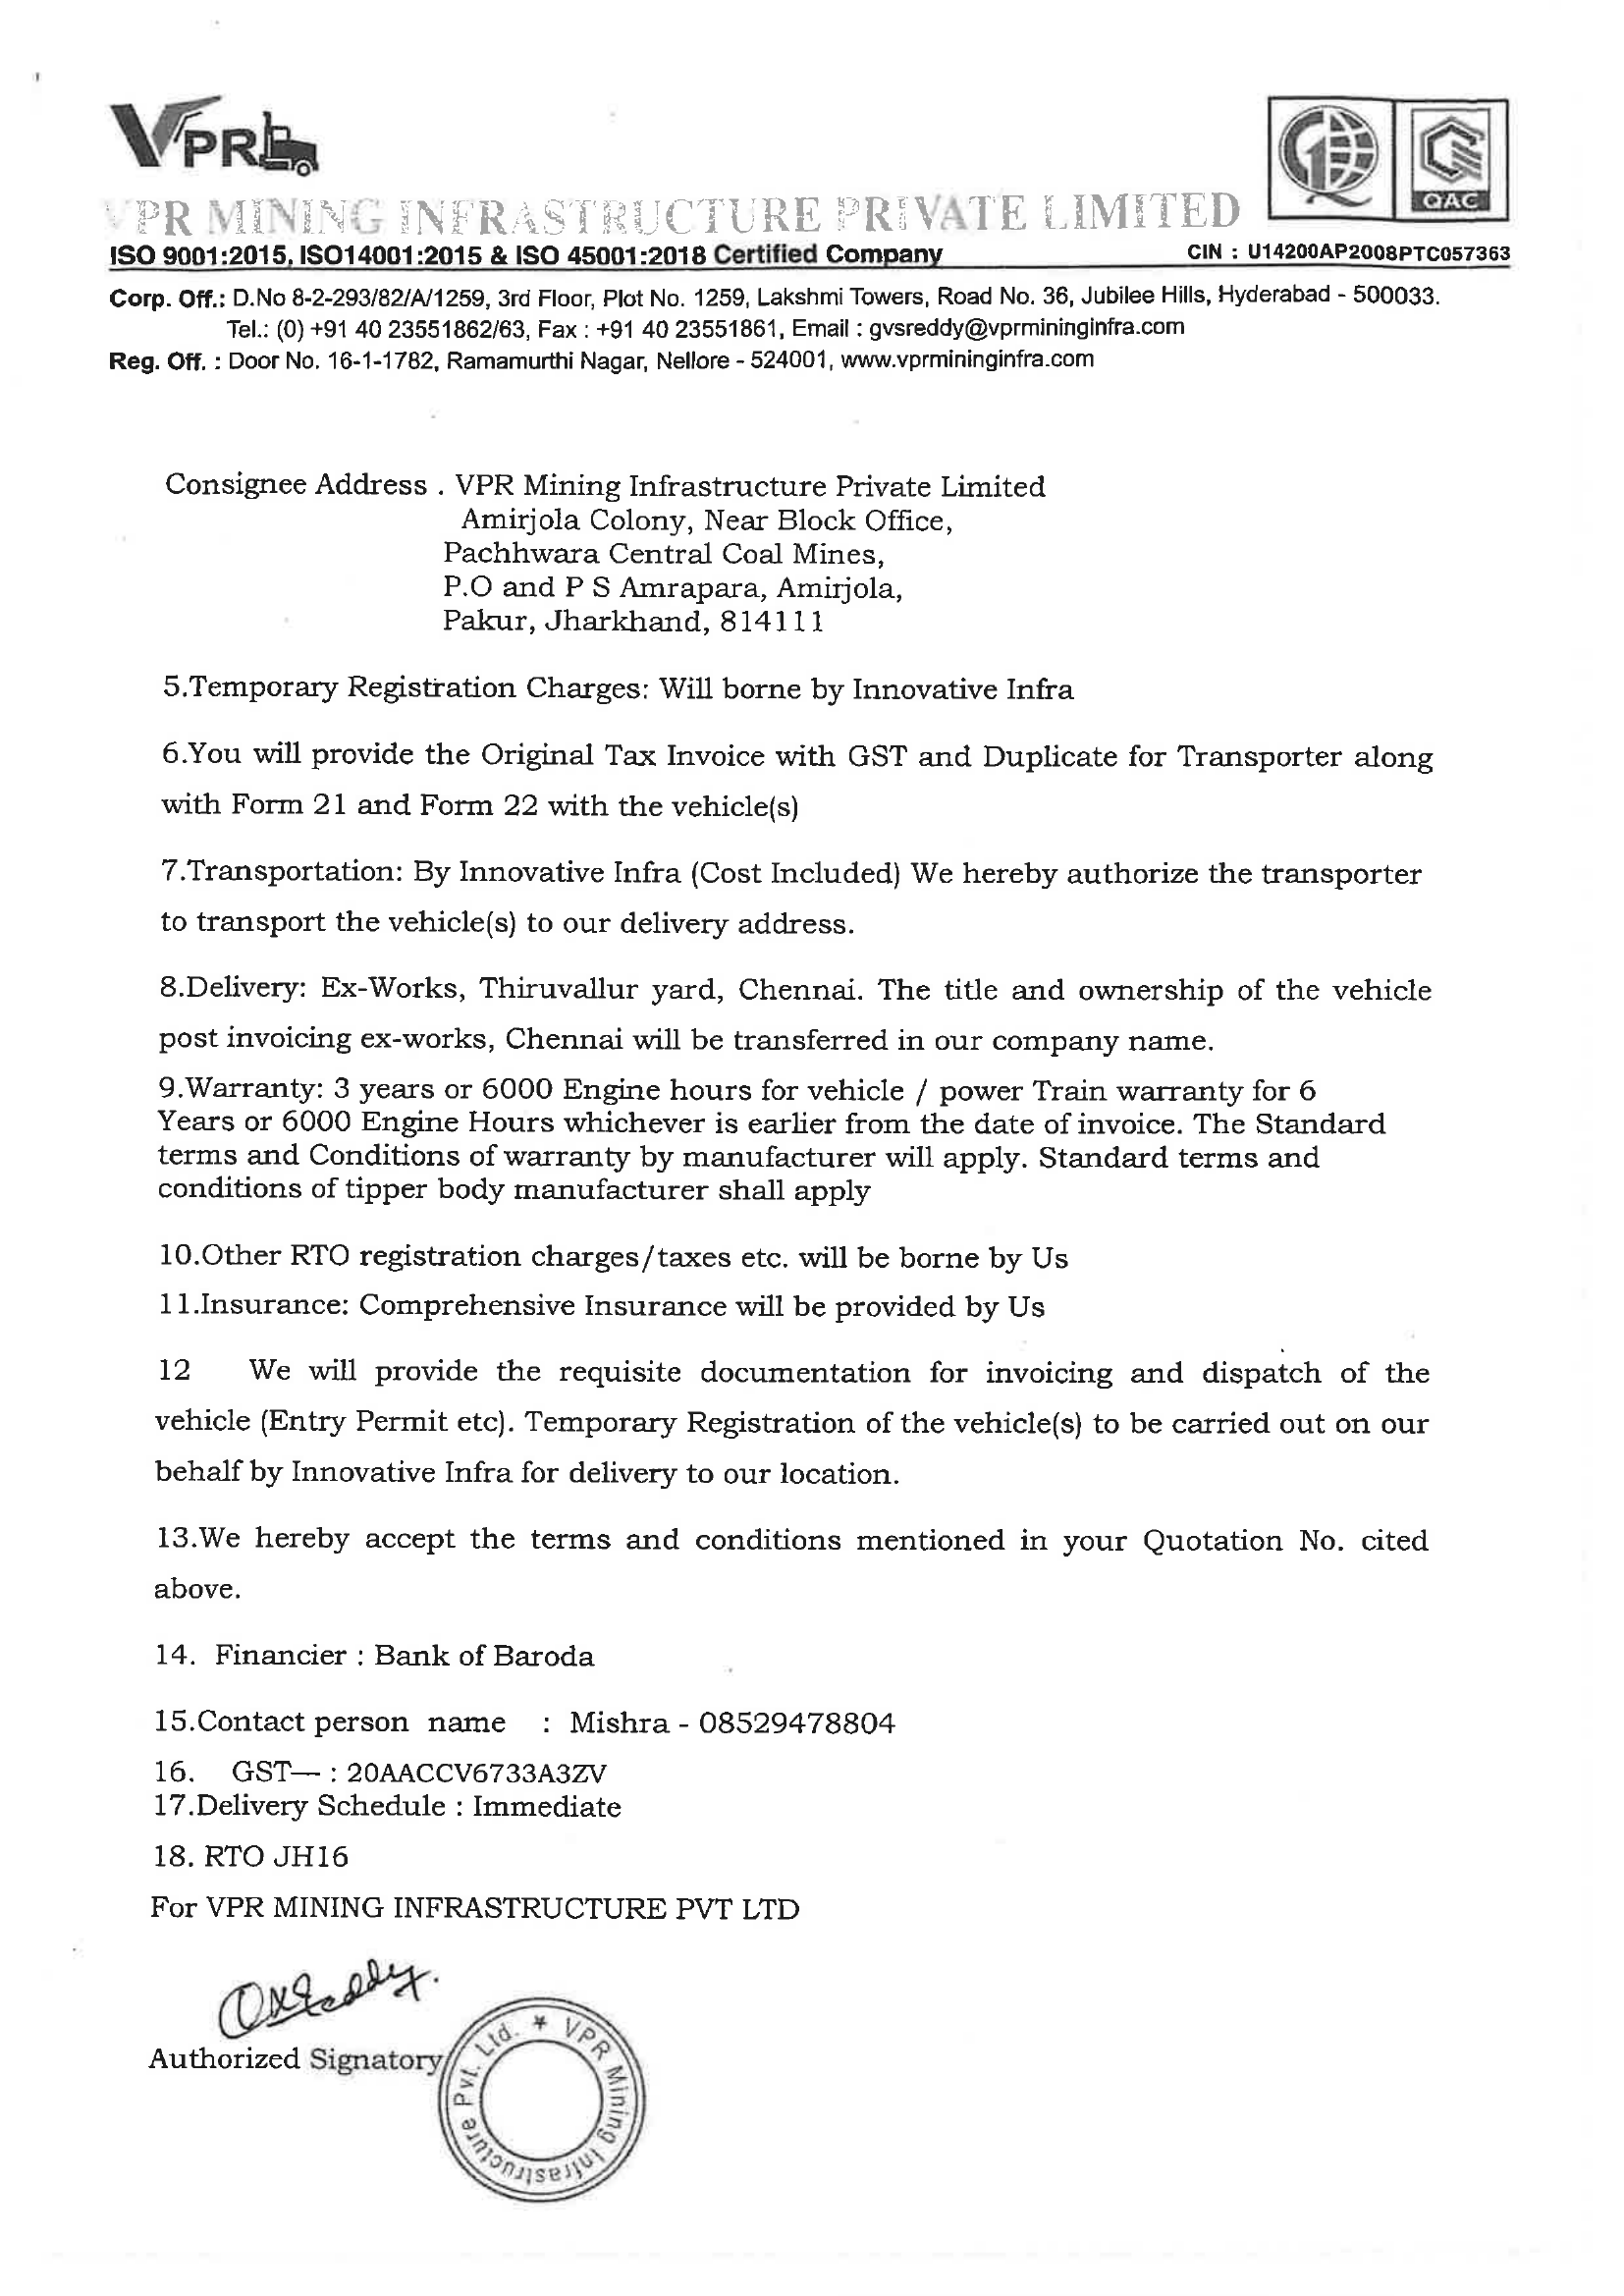 VPR
QAC
VPR MINING INFRASTRUCTURE PRIVATE LIMITED
ISO 9001:2015, ISO14001:2015 & ISO 45001:2018 Certified Company CIN : U14200AP2008PTC057363
Corp. Off.: D.No 8-2-293/82/A/1259, 3rd Floor, Plot No. 1259, Lakshmi Towers, Road No. 36, Jubilee Hills, Hyderabad - 500033.
Tel.: (0) +91 40 23551862/63, Fax : +91 40 23551861, Email : gvsreddy@vprmininginfra.com
Reg. Off. : Door No. 16-1-1782, Ramamurthi Nagar, Nellore - 524001, www.vprmininginfra.com
Consignee Address . VPR Mining Infrastructure Private Limited
Amirjola Colony, Near Block Office,
Pachhwara Central Coal Mines,
P.O and P S Amrapara, Amirjola,
Pakur, Jharkhand, 814111
5.Temporary Registration Charges: Will borne by Innovative Infra
6.You will provide the Original Tax Invoice with GST and Duplicate for Transporter along
with Form 21 and Form 22 with the vehicle(s)
7.Transportation: By Innovative Infra (Cost Included) We hereby authorize the transporter
to transport the vehicle(s) to our delivery address.
8.Delivery: Ex-Works, Thiruvallur yard, Chennai. The title and ownership of the vehicle
post invoicing ex-works, Chennai will be transferred in our company name.
9.Warranty: 3 years or 6000 Engine hours for vehicle / power Train warranty for 6
Years or 6000 Engine Hours whichever is earlier from the date of invoice. The Standard
terms and Conditions of warranty by manufacturer will apply. Standard terms and
conditions of tipper body manufacturer shall apply
10.Other RTO registration charges/taxes etc. will be borne by Us
11.Insurance: Comprehensive Insurance will be provided by Us
12 We will provide the requisite documentation for invoicing and dispatch of the
vehicle (Entry Permit etc). Temporary Registration of the vehicle(s) to be carried out on our
behalf by Innovative Infra for delivery to our location.
13.We hereby accept the terms and conditions mentioned in your Quotation No. cited
above.
14. Financier : Bank of Baroda
15.Contact person name : Mishra - 08529478804
16. GST— : 20AACCV6733A3ZV
17.Delivery Schedule : Immediate
18. RTO JH16
For VPR MINING INFRASTRUCTURE PVT LTD
Authorized Signatory
* VPR Mining Infrastructure Pvt. Ltd.